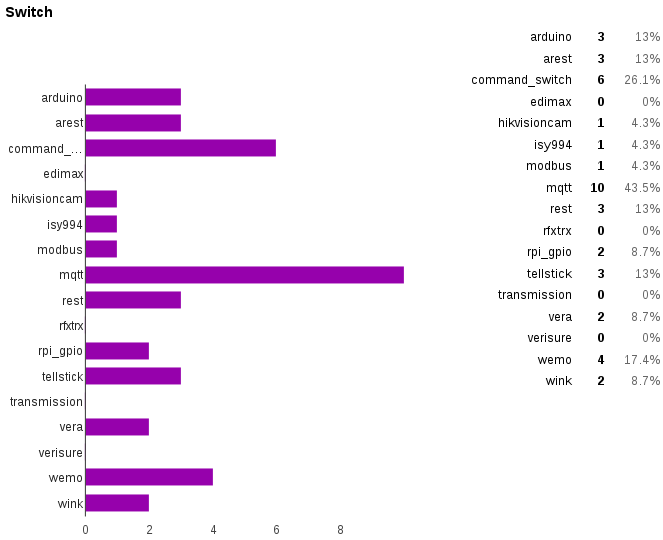 Switch
arduino
arest
command_...
edimax
hikvisioncam
isy994
modbus
mqtt
rest
rfxtrx
rpi_gpio
tellstick
transmission
vera
verisure
wemo
wink
0 2 4 6 8
arduino 3 13%
arest 3 13%
command_switch 6 26.1%
edimax 0 0%
hikvisioncam 1 4.3%
isy994 1 4.3%
modbus 1 4.3%
mqtt 10 43.5%
rest 3 13%
rfxtrx 0 0%
rpi_gpio 2 8.7%
tellstick 3 13%
transmission 0 0%
vera 2 8.7%
verisure 0 0%
wemo 4 17.4%
wink 2 8.7%